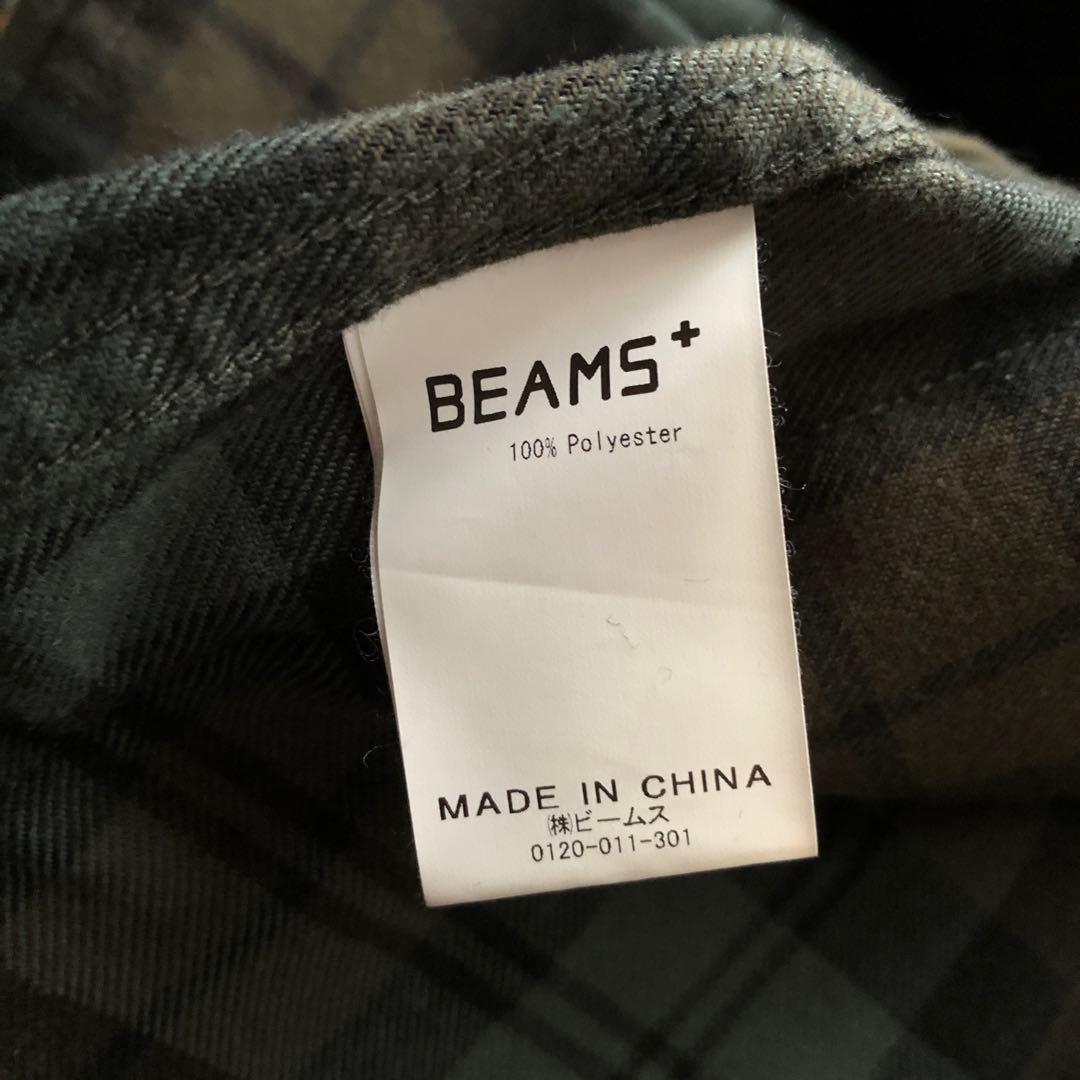 BEAMS+
100% Polyester
MADE IN CHINA
㈱ビームス
0120-011-301